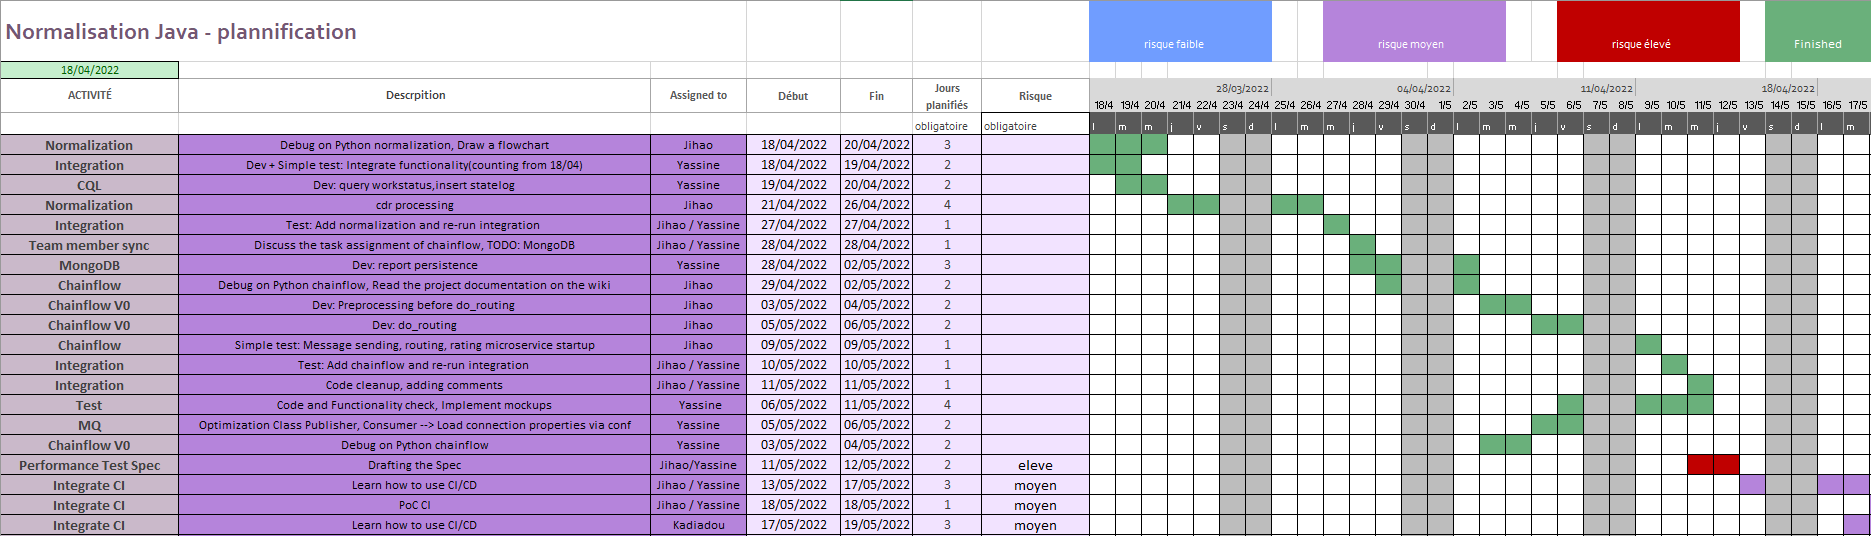 Normalisation Java - plannification
risque faible risque moyen risque élevé Finished
18/04/2022
28/03/2022 04/04/2022 11/04/2022 18/04/2022
ACTIVITÉ Descrpition Assigned to Début Fin Jours planifiés Risque
18/4 19/4 20/4 21/4 22/4 23/4 24/4 25/4 26/4 27/4 28/4 29/4 30/4 1/5 2/5 3/5 4/5 5/5 6/5 7/5 8/5 9/5 10/5 11/5 12/5 13/5 14/5 15/5 16/5 17/5
obligatoire obligatoire l m m j v s d l m m j v s d l m m j v s d l m m j v s d l m
Normalization Debug on Python normalization, Draw a flowchart Jihao 18/04/2022 20/04/2022 3
Integration Dev + Simple test: Integrate functionality(counting from 18/04) Yassine 18/04/2022 19/04/2022 2
CQL Dev: query workstatus,insert statelog Yassine 19/04/2022 20/04/2022 2
Normalization cdr processing Jihao 21/04/2022 26/04/2022 4
Integration Test: Add normalization and re-run integration Jihao / Yassine 27/04/2022 27/04/2022 1
Team member sync Discuss the task assignment of chainflow, TODO: MongoDB Jihao / Yassine 28/04/2022 28/04/2022 1
MongoDB Dev: report persistence Yassine 28/04/2022 02/05/2022 3
Chainflow Debug on Python chainflow, Read the project documentation on the wiki Jihao 29/04/2022 02/05/2022 2
Chainflow V0 Dev: Preprocessing before do_routing Jihao 03/05/2022 04/05/2022 2
Chainflow V0 Dev: do_routing Jihao 05/05/2022 06/05/2022 2
Chainflow Simple test: Message sending, routing, rating microservice startup Jihao 09/05/2022 09/05/2022 1
Integration Test: Add chainflow and re-run integration Jihao / Yassine 10/05/2022 10/05/2022 1
Integration Code cleanup, adding comments Jihao / Yassine 11/05/2022 11/05/2022 1
Test Code and Functionality check, Implement mockups Yassine 06/05/2022 11/05/2022 4
MQ Optimization Class Publisher, Consumer --> Load connection properties via conf Yassine 05/05/2022 06/05/2022 2
Chainflow V0 Debug on Python chainflow Yassine 03/05/2022 04/05/2022 2
Performance Test Spec Drafting the Spec Jihao/Yassine 11/05/2022 12/05/2022 2 eleve
Integrate CI Learn how to use CI/CD Jihao / Yassine 13/05/2022 17/05/2022 3 moyen
Integrate CI PoC CI Jihao / Yassine 18/05/2022 18/05/2022 1 moyen
Integrate CI Learn how to use CI/CD Kadiadou 17/05/2022 19/05/2022 3 moyen